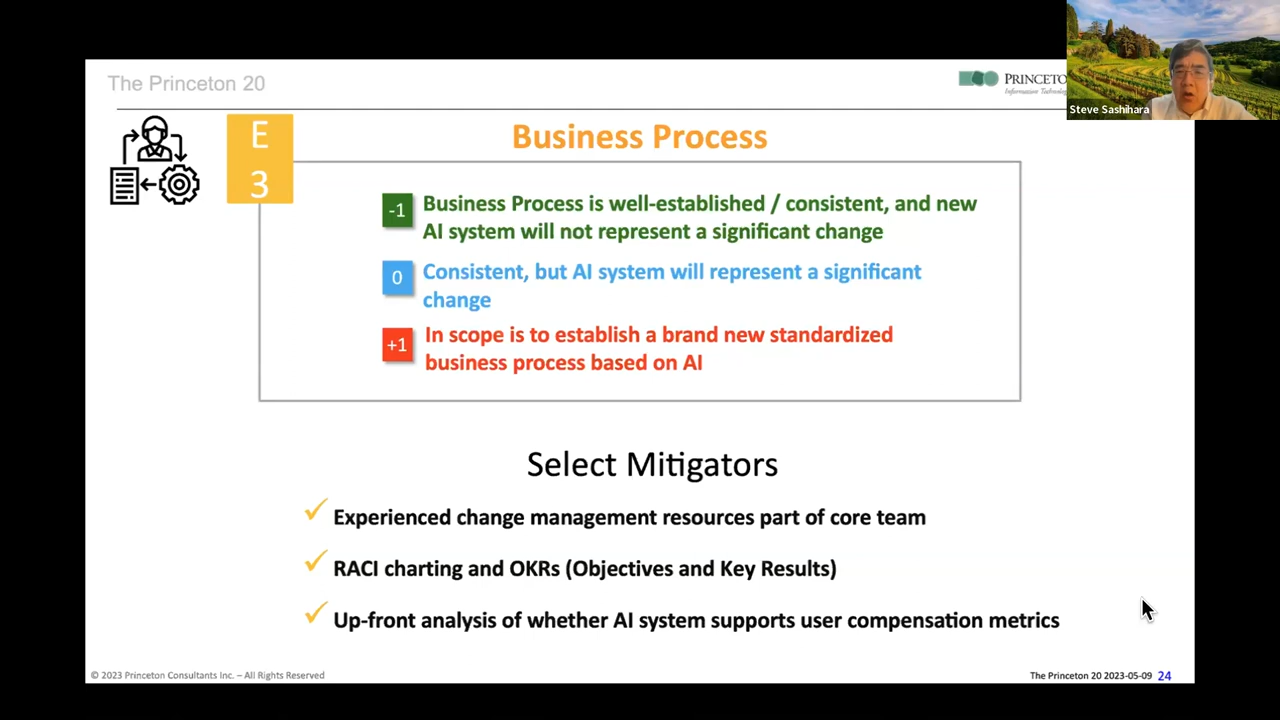 The Princeton 20
PRINCETO
Information Technology
Steve Sashihara
E
3
Business Process
-1
Business Process is well-established / consistent, and new
AI system will not represent a significant change
0
Consistent, but AI system will represent a significant
change
+1
In scope is to establish a brand new standardized
business process based on AI
Select Mitigators
Experienced change management resources part of core team
RACI charting and OKRs (Objectives and Key Results)
Up-front analysis of whether AI system supports user compensation metrics
© 2023 Princeton Consultants Inc. – All Rights Reserved
The Princeton 20 2023-05-09 24